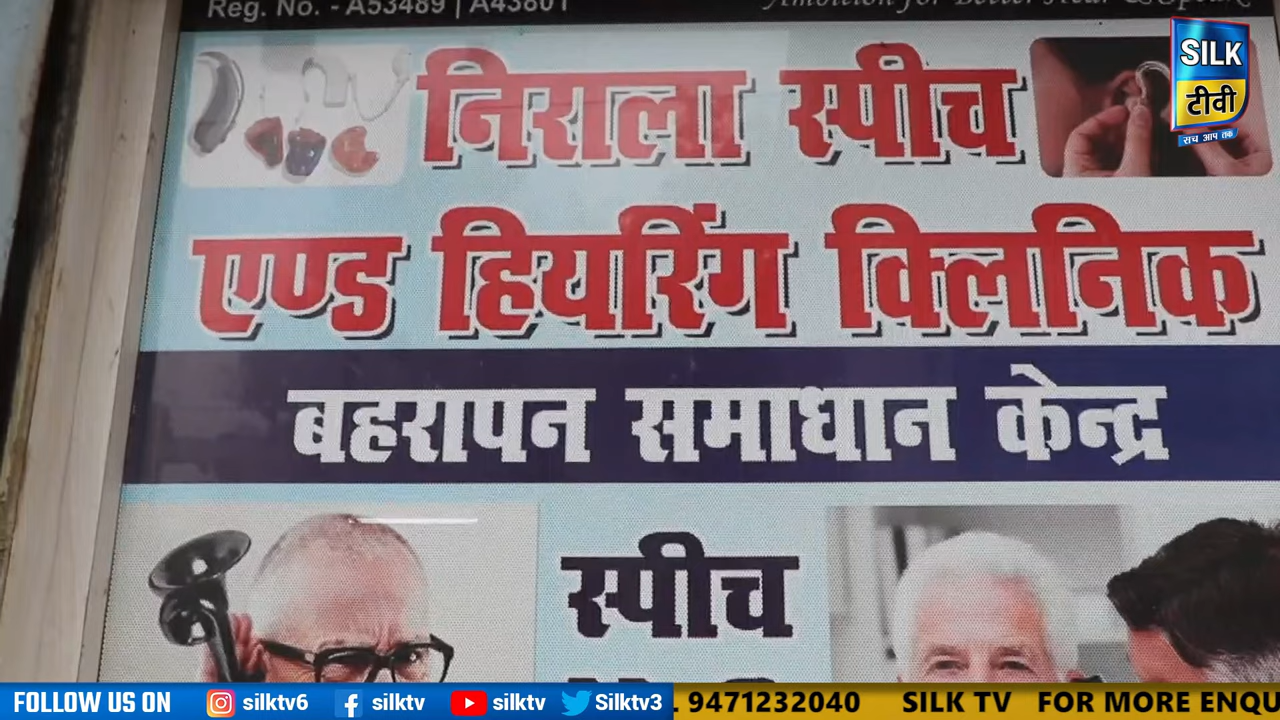 Reg. No. - A53489 | A43801
SILK
टीवी
सच आप तक
निराला स्पीच
एण्ड हियरिंग क्लिनिक
बहरापन समाधान केन्द्र
स्पीच
FOLLOW US ON silktv6 silktv silktv Silktv3 . 9471232040 SILK TV FOR MORE ENQU